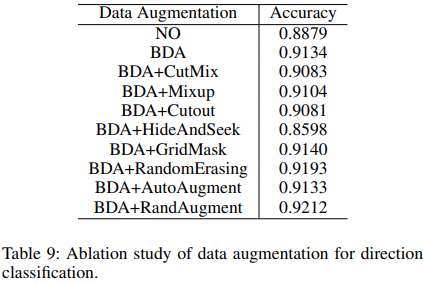 Data Augmentation Accuracy
NO 0.8879
BDA 0.9134
BDA+CutMix 0.9083
BDA+Mixup 0.9104
BDA+Cutout 0.9081
BDA+HideAndSeek 0.8598
BDA+GridMask 0.9140
BDA+RandomErasing 0.9193
BDA+AutoAugment 0.9133
BDA+RandAugment 0.9212
Table 9: Ablation study of data augmentation for direction
classification.